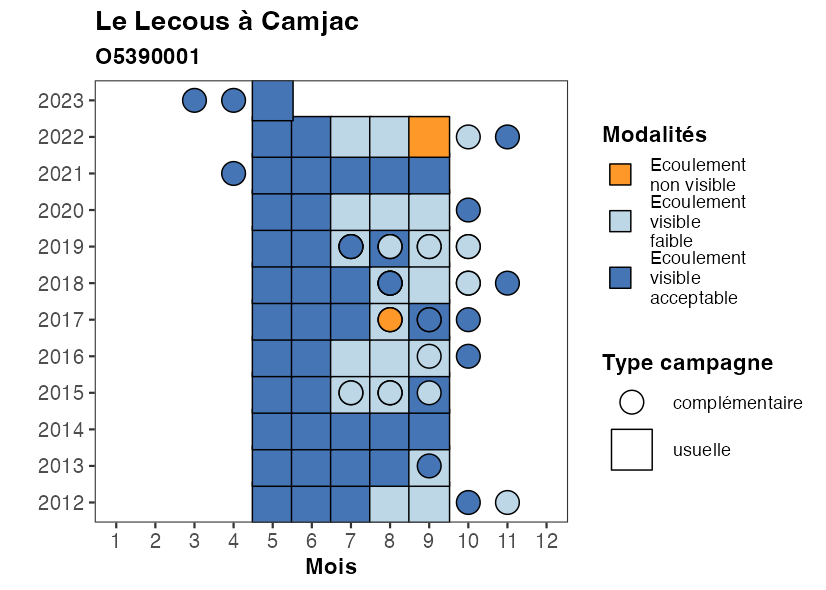 Le Lecous à Camjac
O5390001
2023
2022
2021
2020
2019
2018
2017
2016
2015
2014
2013
2012
1 2 3 4 5 6 7 8 9 10 11 12
Mois
Modalités
Ecoulement
non visible
Ecoulement
visible
faible
Ecoulement
visible
acceptable
Type campagne
complémentaire
usuelle